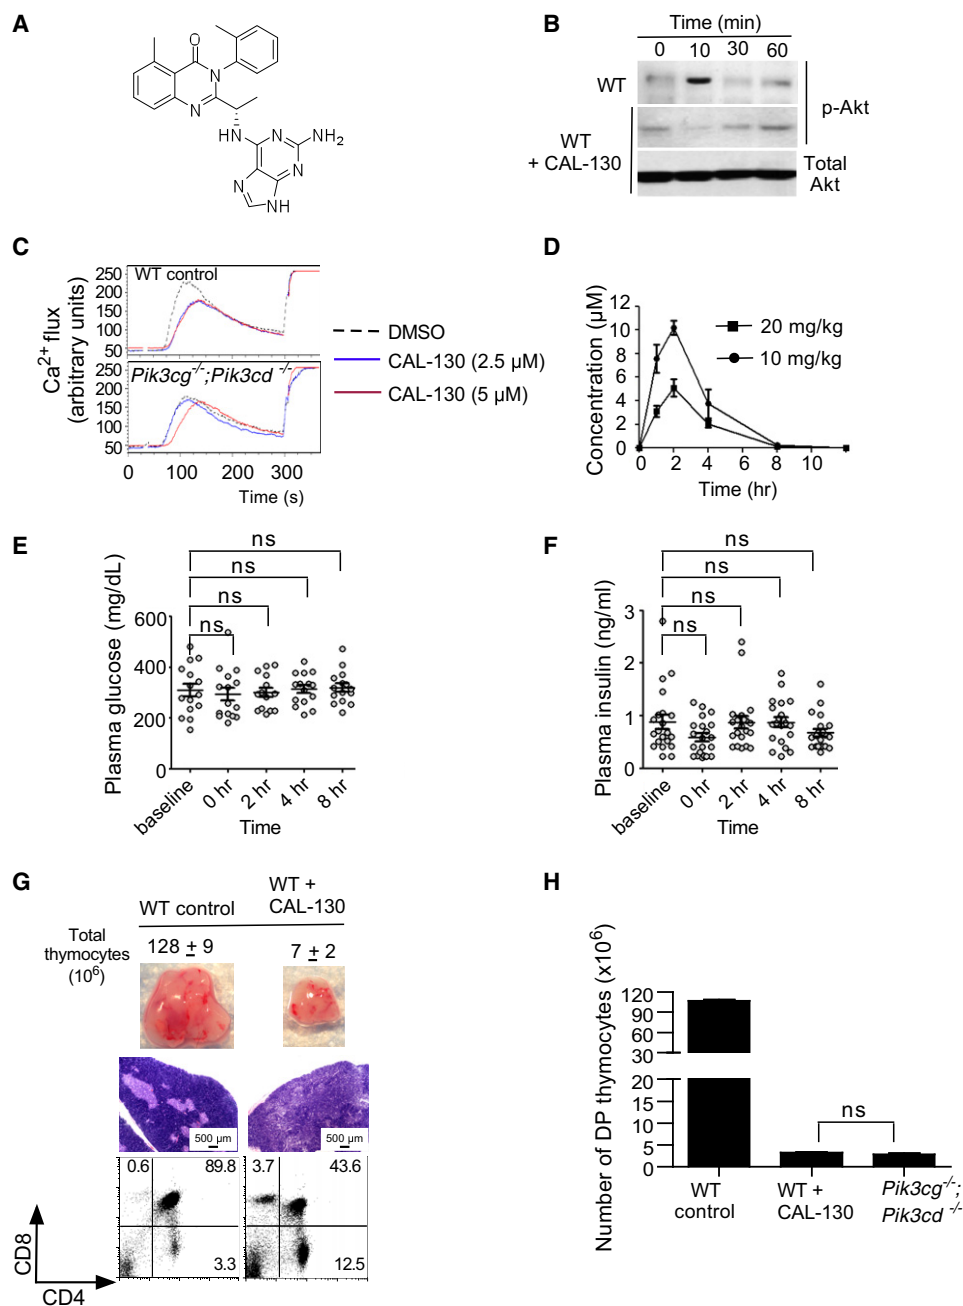 A
O
N
N
HN
N
NH2
N
N
N
NH
B
Time (min)
0 10 30 60
WT
WT
+ CAL-130
p-Akt
Total
Akt
C
Ca2+ flux
(arbitrary units)
WT control
250
200
150
100
50
Pik3cg-/-;Pik3cd -/-
250
200
150
100
50
0 100 200 300
Time (s)
DMSO
CAL-130 (2.5 µM)
CAL-130 (5 µM)
D
Concentration (µM)
12
10
8
6
4
2
0
0 2 4 6 8 10
Time (hr)
20 mg/kg
10 mg/kg
E
Plasma glucose (mg/dL)
ns
ns
ns
ns
600
400
200
0
baseline 0 hr 2 hr 4 hr 8 hr
Time
F
Plasma insulin (ng/ml)
ns
ns
ns
ns
3
2
1
0
baseline 0 hr 2 hr 4 hr 8 hr
Time
G
WT control
WT +
CAL-130
Total
thymocytes
(106)
128 ± 9
7 ± 2
500 µm
500 µm
0.6 89.8
3.3
3.7 43.6
12.5
CD8
CD4
H
Number of DP thymocytes (x106)
120
90
60
30
20
15
10
5
0
ns
WT
control
WT +
CAL-130
Pik3cg-/-;
Pik3cd -/-